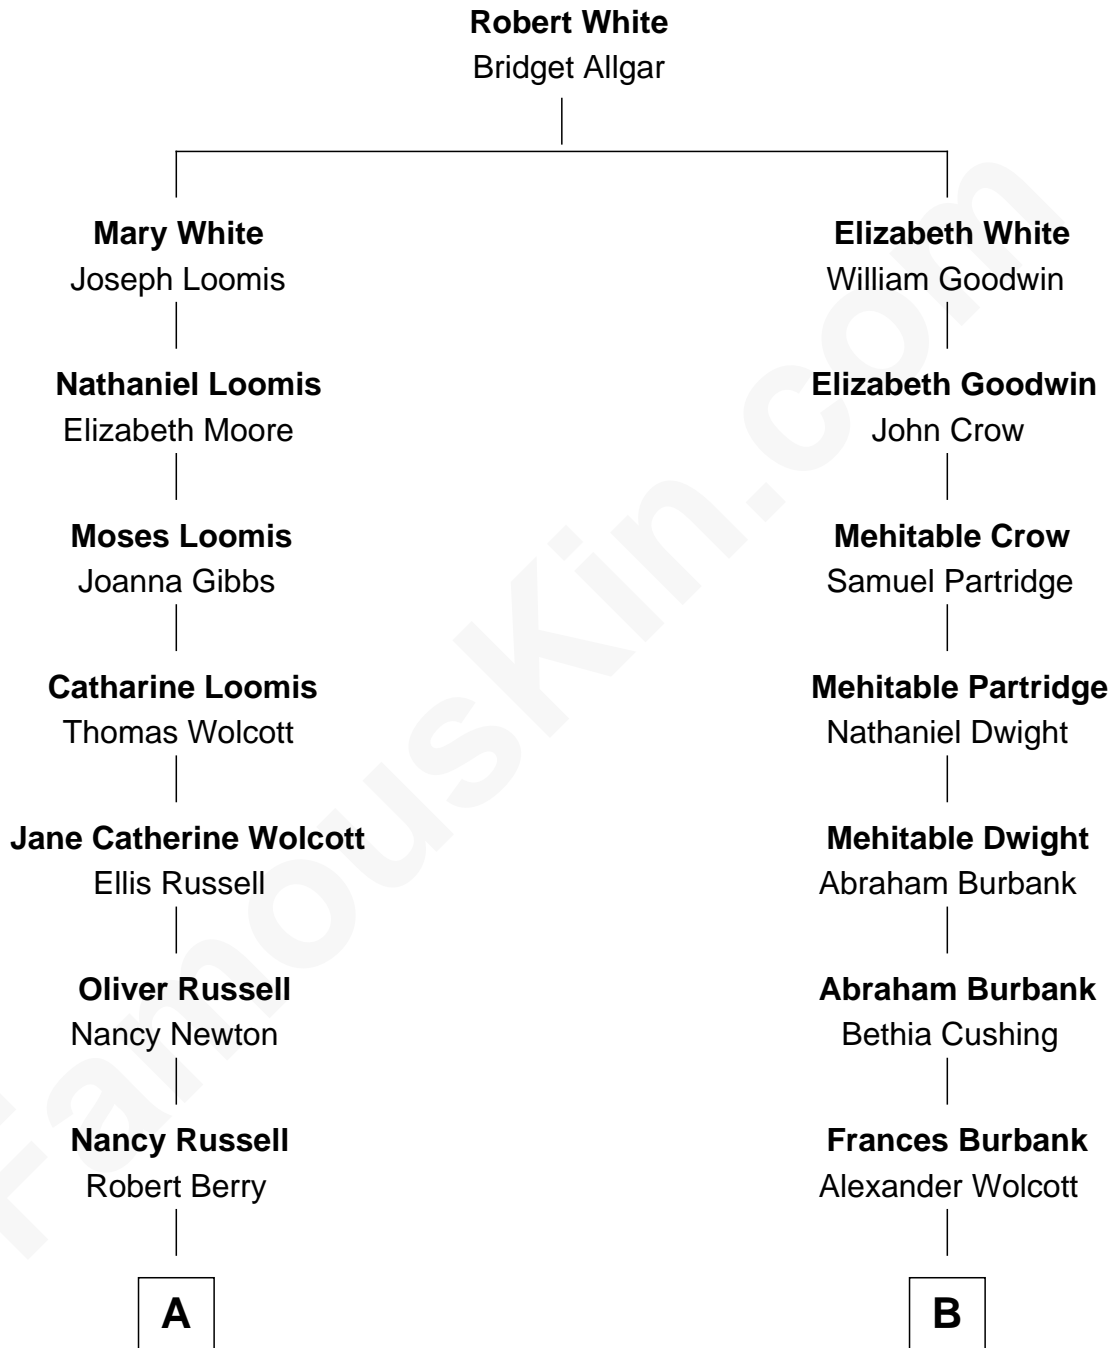 Robert White
Bridget Allgar
Mary White
Joseph Loomis
Elizabeth White
William Goodwin
Nathaniel Loomis
Elizabeth Moore
Elizabeth Goodwin
John Crow
Moses Loomis
Joanna Gibbs
Mehitable Crow
Samuel Partridge
Catharine Loomis
Thomas Wolcott
Mehitable Partridge
Nathaniel Dwight
Jane Catherine Wolcott
Ellis Russell
Mehitable Dwight
Abraham Burbank
Oliver Russell
Nancy Newton
Abraham Burbank
Bethia Cushing
Nancy Russell
Robert Berry
Frances Burbank
Alexander Wolcott
A
B
FamousKin.com